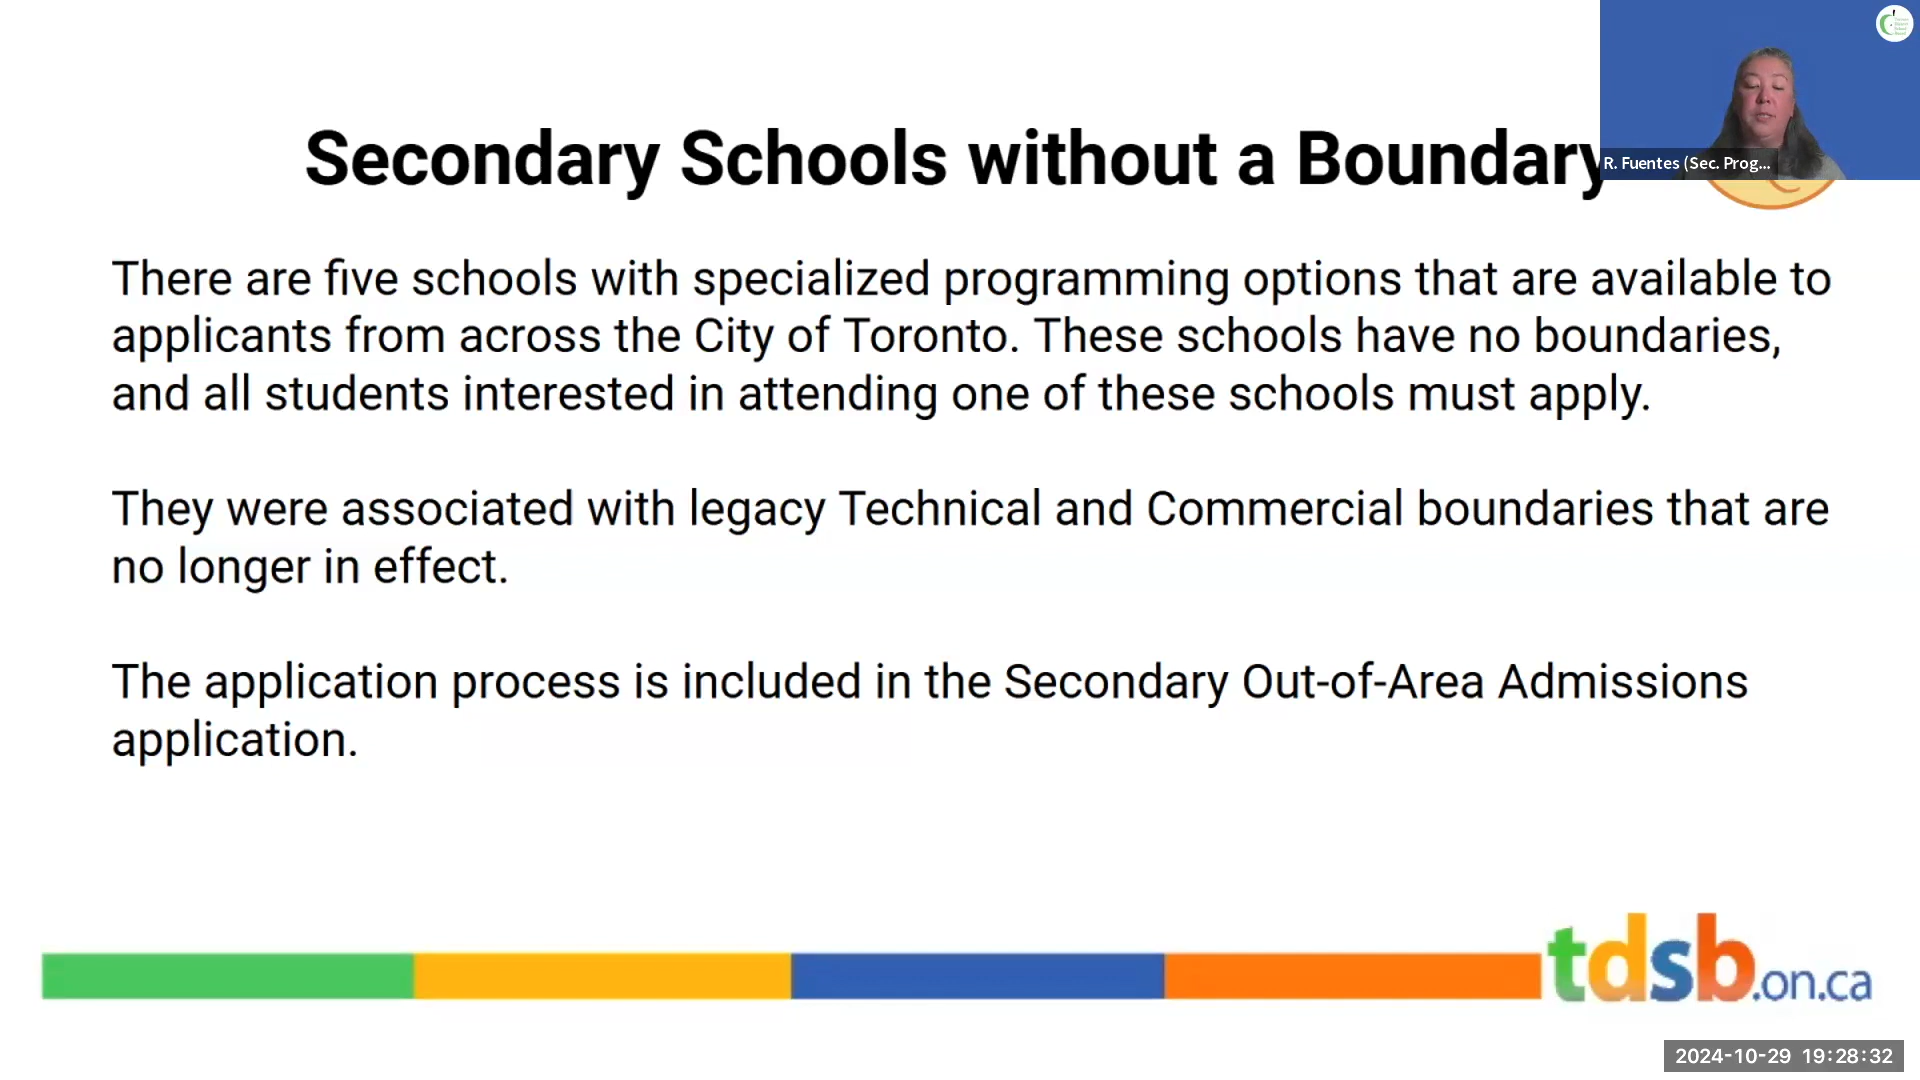 Secondary Schools without a Boundary
R. Fuentes (Sec. Prog...
There are five schools with specialized programming options that are available to
applicants from across the City of Toronto. These schools have no boundaries,
and all students interested in attending one of these schools must apply.
They were associated with legacy Technical and Commercial boundaries that are
no longer in effect.
The application process is included in the Secondary Out-of-Area Admissions
application.
tdsb.on.ca
2024-10-29 19:28:32